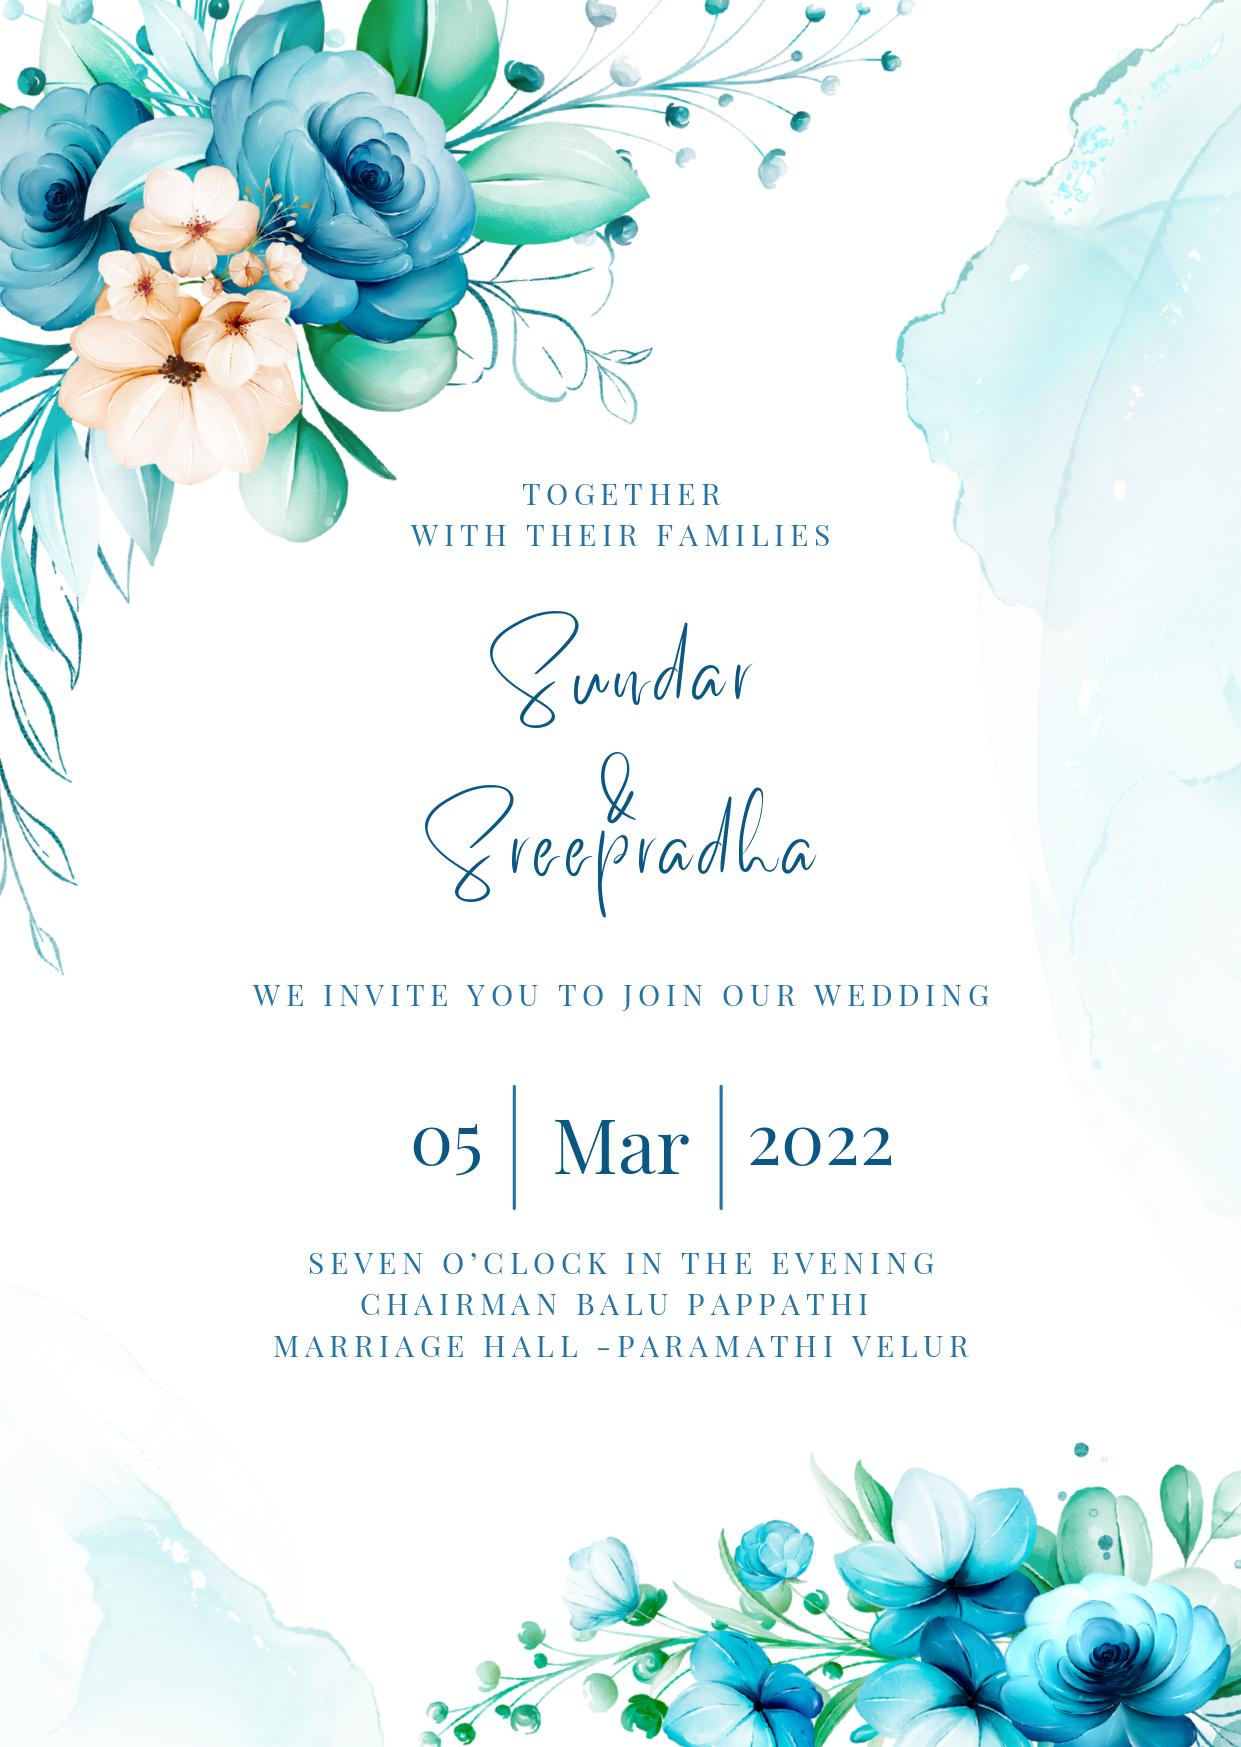 TOGETHER
WITH THEIR FAMILIES
Sundar
&
Sreepradha
WE INVITE YOU TO JOIN OUR WEDDING
05 | Mar | 2022
SEVEN O’CLOCK IN THE EVENING
CHAIRMAN BALU PAPPATHI
MARRIAGE HALL -PARAMATHI VELUR